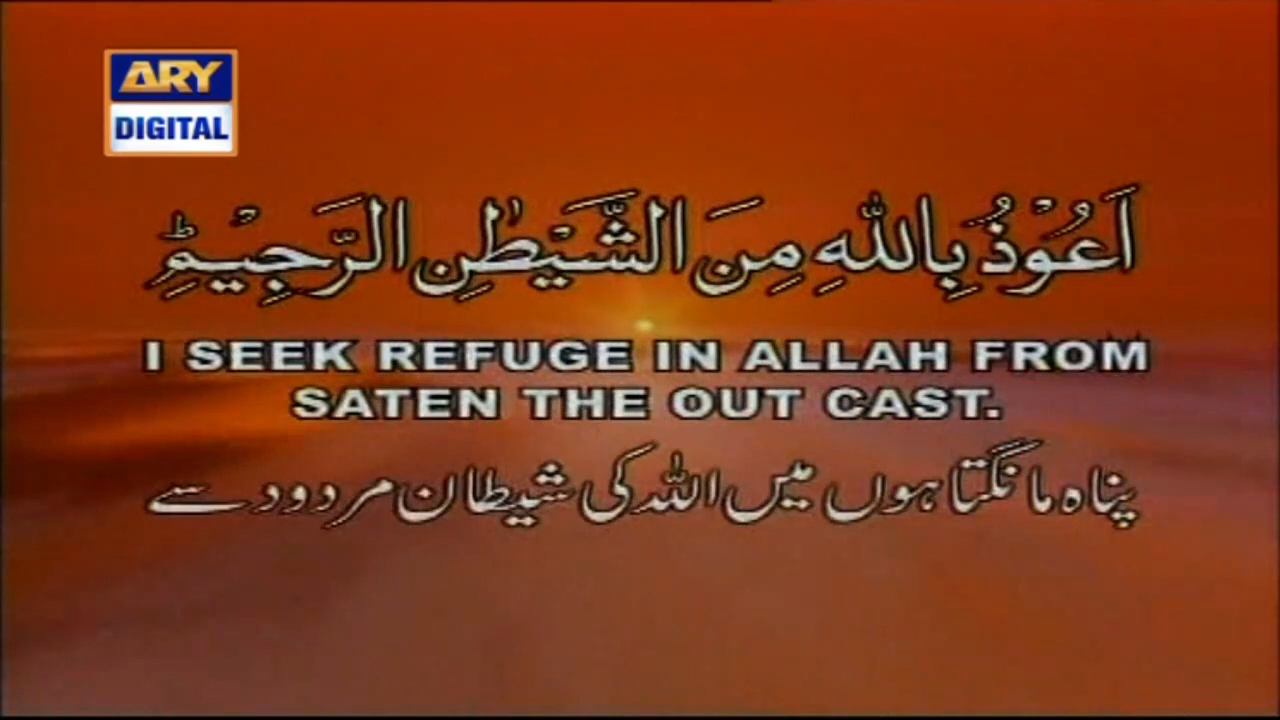 ARY
DIGITAL
اَعُوْذُ بِاللهِ مِنَ الشَّيْطٰنِ الرَّجِيْمِؕ
I SEEK REFUGE IN ALLAH FROM
SATEN THE OUT CAST.
پناہ مانگتا ہوں میں اللہ کی شیطان مردود سے